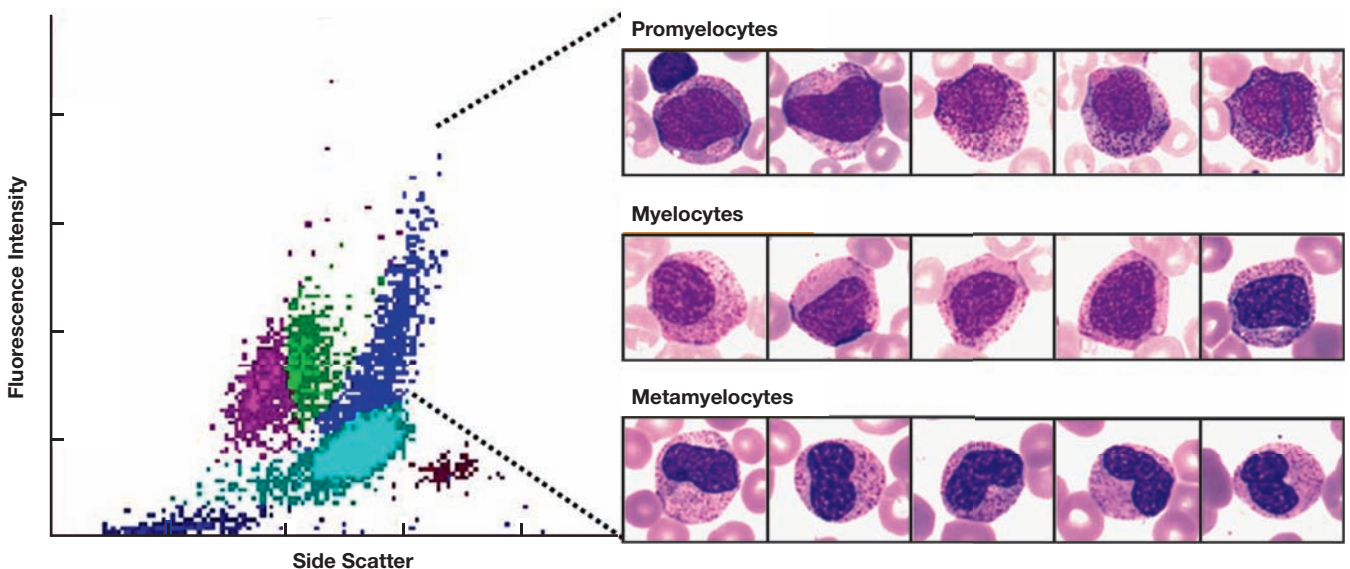 Promyelocytes
Myelocytes
Metamyelocytes
Fluorescence Intensity
Side Scatter